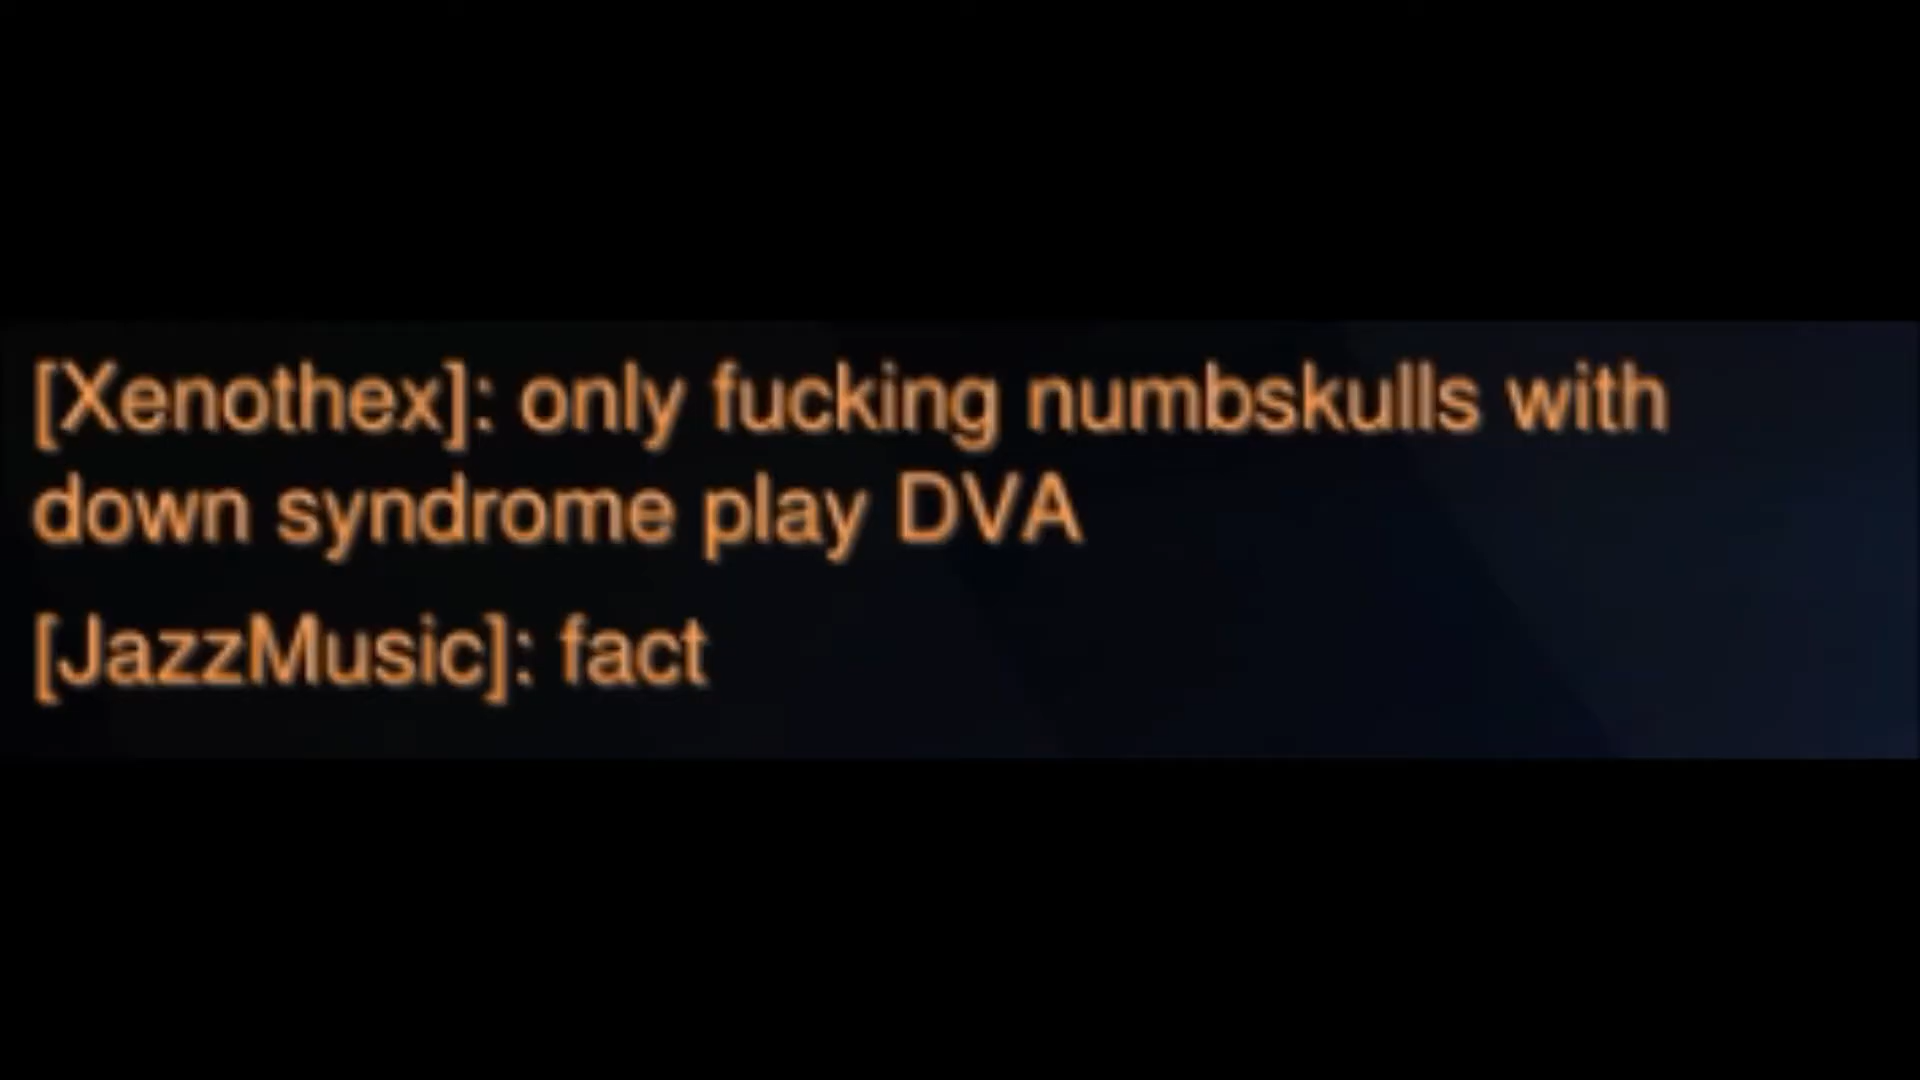 [Xenothex]: only fucking numbskulls with
down syndrome play DVA
[JazzMusic]: fact